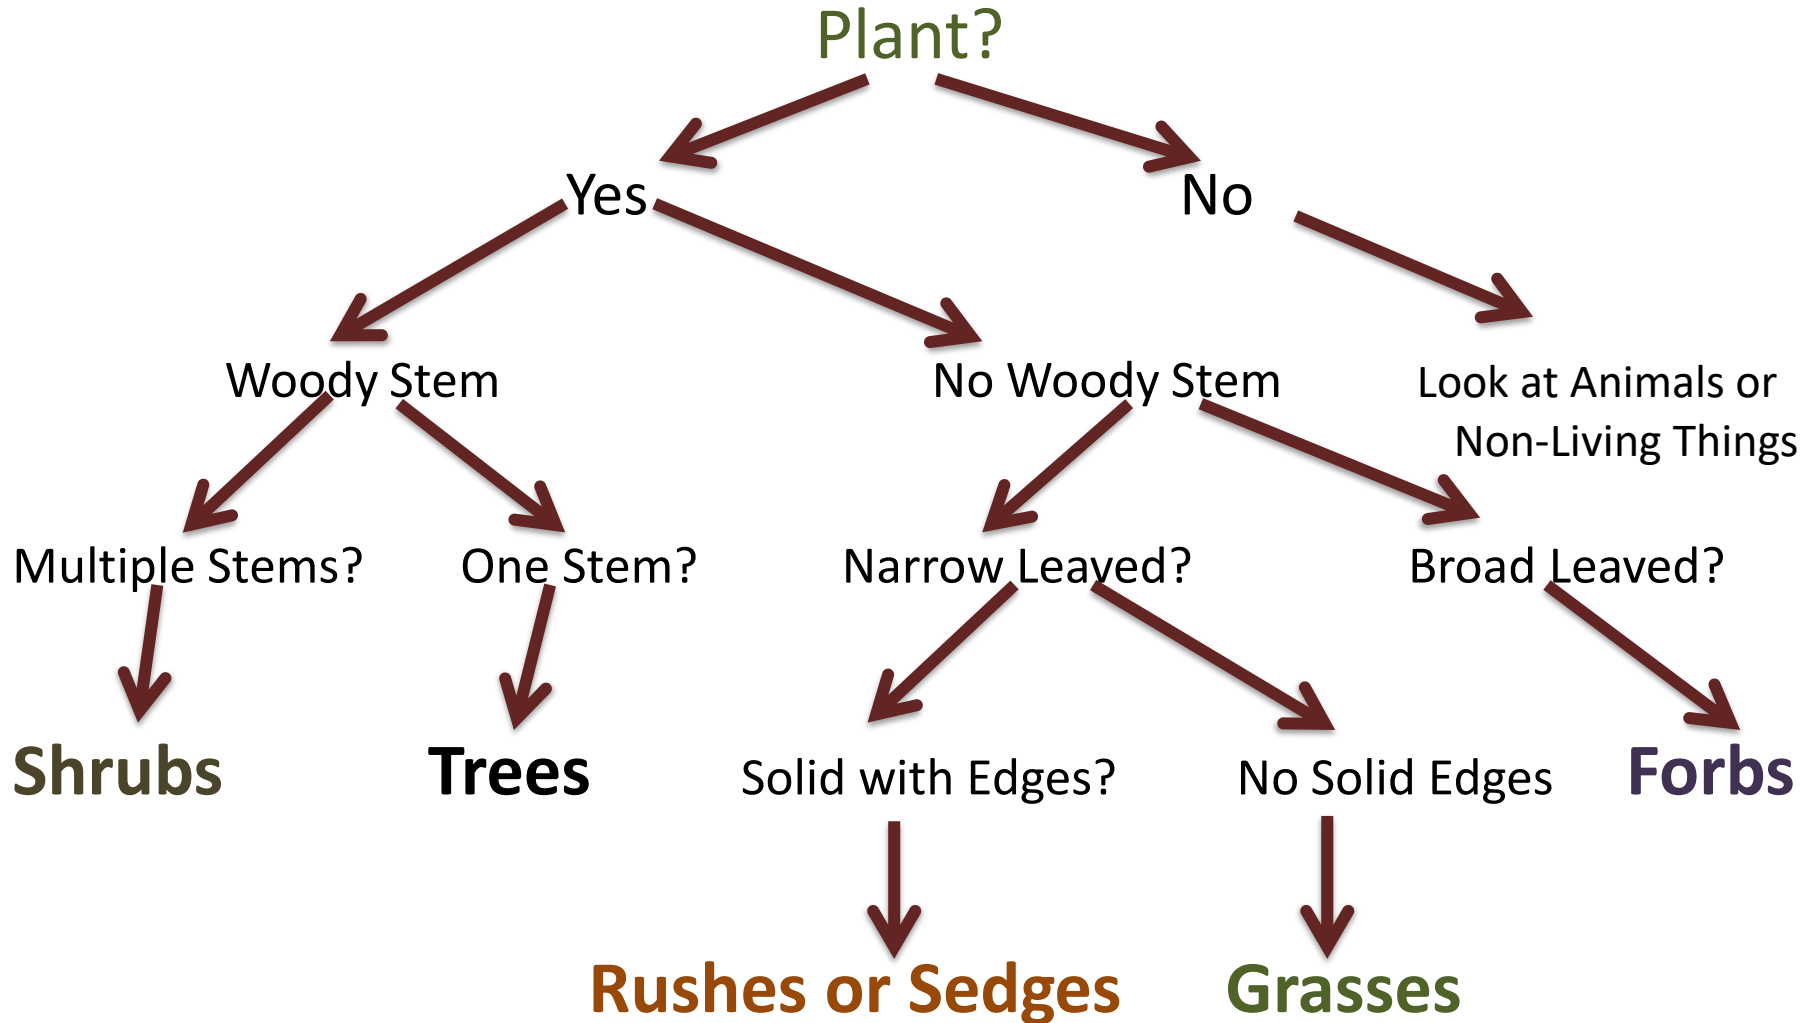 Plant?
Yes
No
Woody Stem
No Woody Stem
Look at Animals or
Non-Living Things
Multiple Stems?
One Stem?
Narrow Leaved?
Broad Leaved?
Shrubs
Trees
Solid with Edges?
No Solid Edges
Forbs
Rushes or Sedges
Grasses